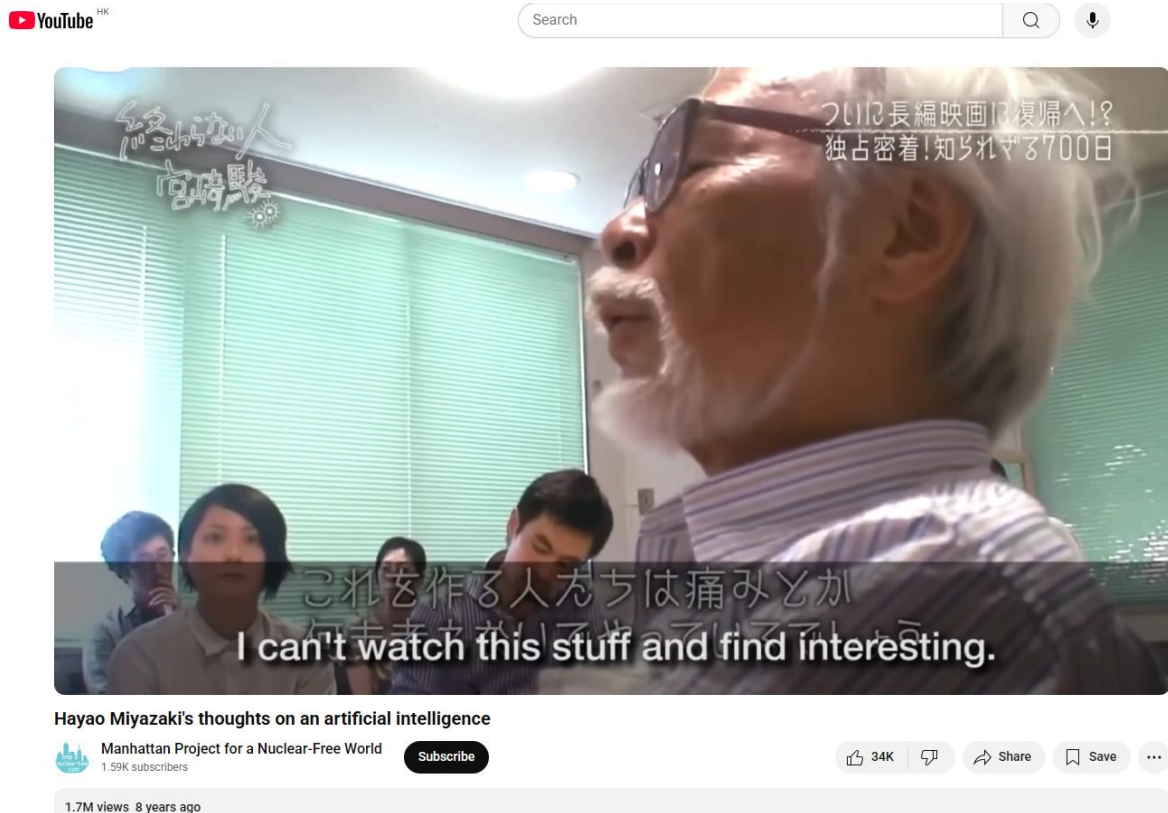 YouTube HK
Search
終わらない人
宮﨑駿
ついに長編映画に復帰へ!?
独占密着!知られざる700日
これを作る人たちは痛みとか
I can't watch this stuff and find interesting.
Hayao Miyazaki's thoughts on an artificial intelligence
Manhattan Project for a Nuclear-Free World
1.59K subscribers
Subscribe
34K
Share
Save
1.7M views 8 years ago